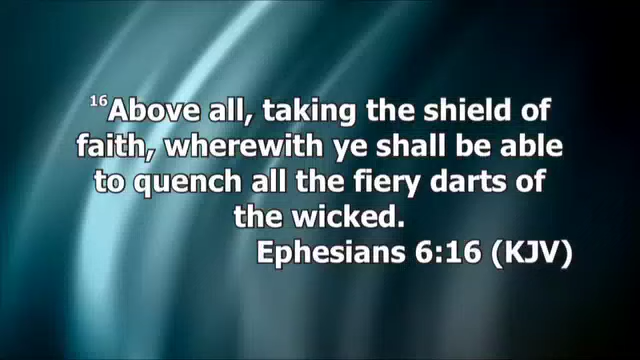 16Above all, taking the shield of
faith, wherewith ye shall be able
to quench all the fiery darts of
the wicked.
Ephesians 6:16 (KJV)